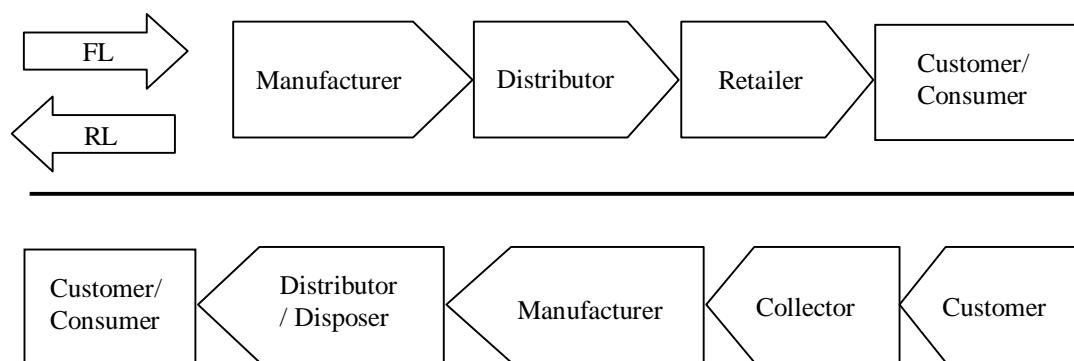 FL
RL
Manufacturer
Distributor
Retailer
Customer/
Consumer
Customer/
Consumer
Distributor
/ Disposer
Manufacturer
Collector
Customer